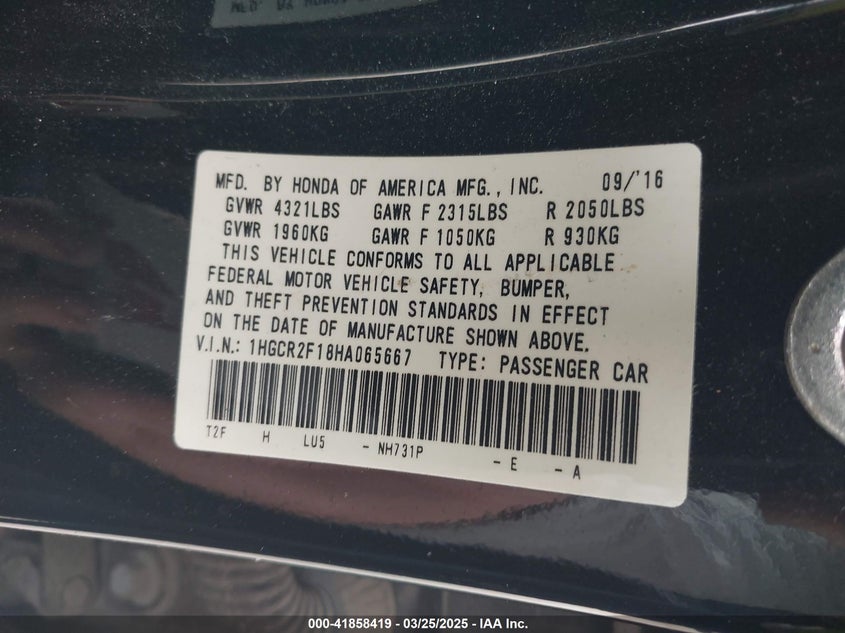 MFD. BY HONDA OF AMERICA MFG., INC. 09/'16
GVWR 4321LBS GAWR F 2315LBS R 2050LBS
GVWR 1960KG GAWR F 1050KG R 930KG
THIS VEHICLE CONFORMS TO ALL APPLICABLE
FEDERAL MOTOR VEHICLE SAFETY, BUMPER,
AND THEFT PREVENTION STANDARDS IN EFFECT
ON THE DATE OF MANUFACTURE SHOWN ABOVE.
V.I.N.: 1HGCR2F18HA065667 TYPE: PASSENGER CAR
T2F H LU5 - NH731P - E - A
000-41858419 - 03/25/2025 - IAA Inc.